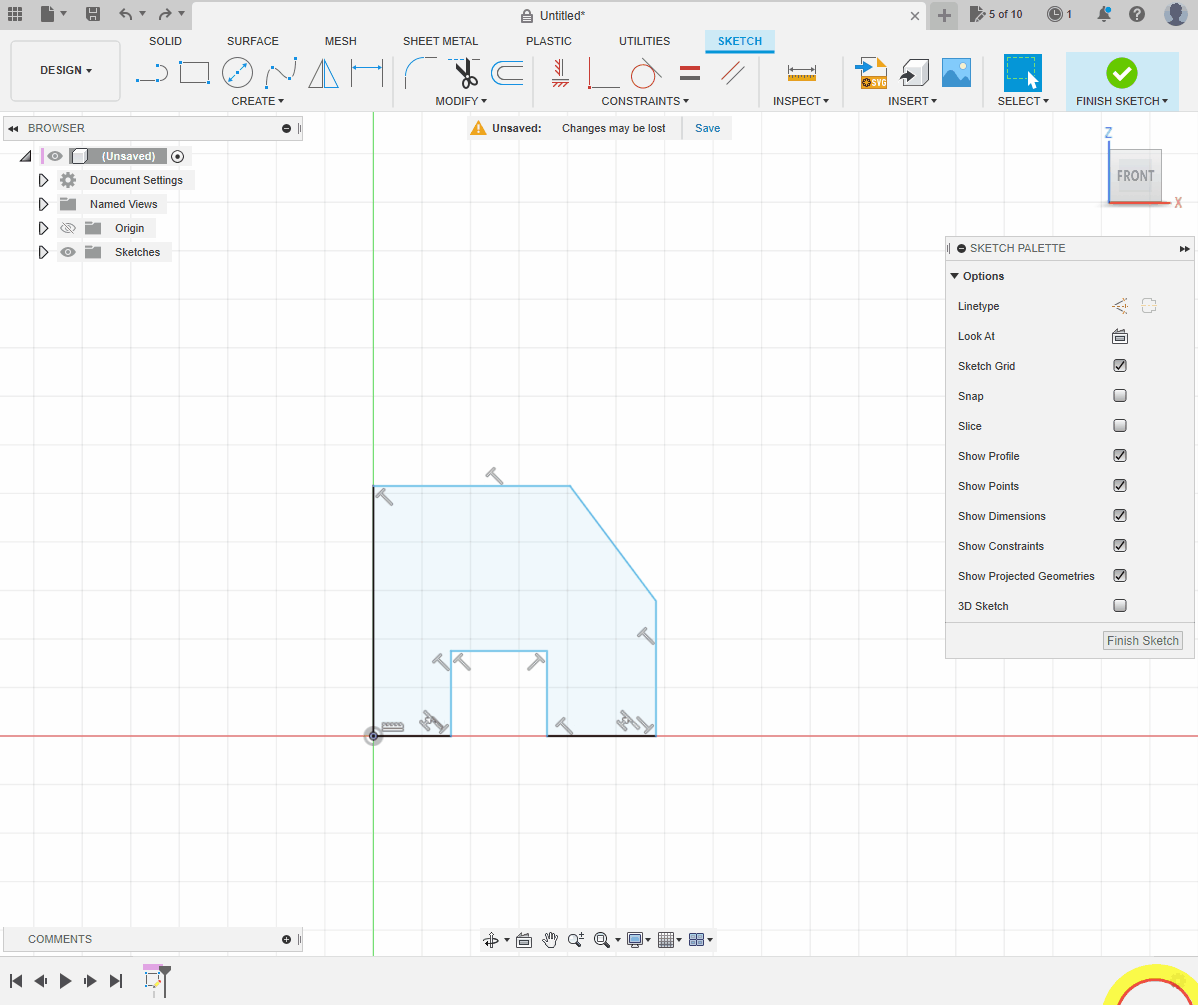 Untitled*
5 of 10
1
DESIGN
SOLID
SURFACE
MESH
SHEET METAL
PLASTIC
UTILITIES
SKETCH
CREATE
MODIFY
CONSTRAINTS
INSPECT
SVG
INSERT
SELECT
FINISH SKETCH
BROWSER
Unsaved:
Changes may be lost
Save
(Unsaved)
Document Settings
Named Views
Origin
Sketches
Z
FRONT
X
SKETCH PALETTE
Options
Linetype
Look At
Sketch Grid
Snap
Slice
Show Profile
Show Points
Show Dimensions
Show Constraints
Show Projected Geometries
3D Sketch
Finish Sketch
COMMENTS